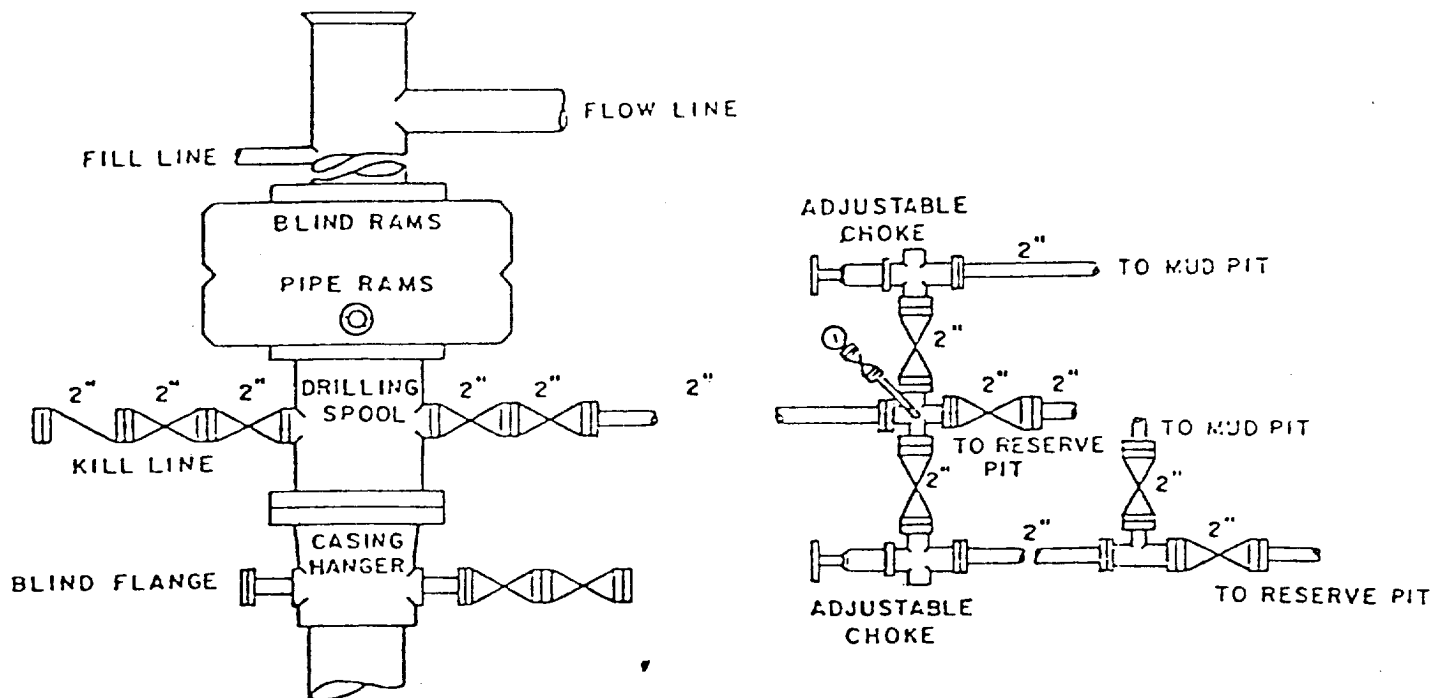 FLOW LINE
FILL LINE
BLIND RAMS
PIPE RAMS
2" 2" 2" DRILLING 2" 2" 2"
SPOOL
KILL LINE
CASING
HANGER
BLIND FLANGE
ADJUSTABLE
CHOKE
2"
TO MUD PIT
2"
2" 2"
TO RESERVE
PIT
TO MUD PIT
2"
2"
2"
2"
TO RESERVE PIT
ADJUSTABLE
CHOKE